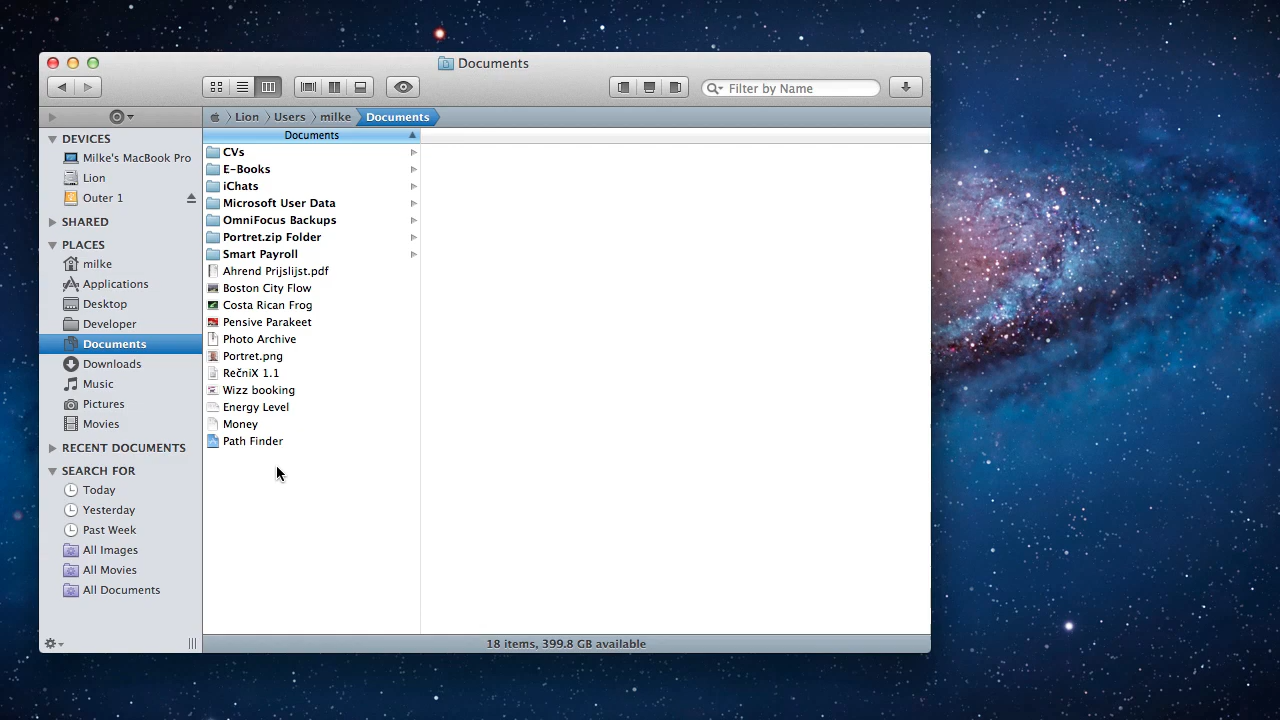 Documents
Filter by Name
Lion
Users
milke
Documents
DEVICES
Milke's MacBook Pro
Lion
Outer 1
SHARED
PLACES
milke
Applications
Desktop
Developer
Documents
Downloads
Music
Pictures
Movies
RECENT DOCUMENTS
SEARCH FOR
Today
Yesterday
Past Week
All Images
All Movies
All Documents
Documents
CVs
E-Books
iChats
Microsoft User Data
OmniFocus Backups
Portret.zip Folder
Smart Payroll
Ahrend Prijslijst.pdf
Boston City Flow
Costa Rican Frog
Pensive Parakeet
Photo Archive
Portret.png
RečniX 1.1
Wizz booking
Energy Level
Money
Path Finder
18 items, 399.8 GB available